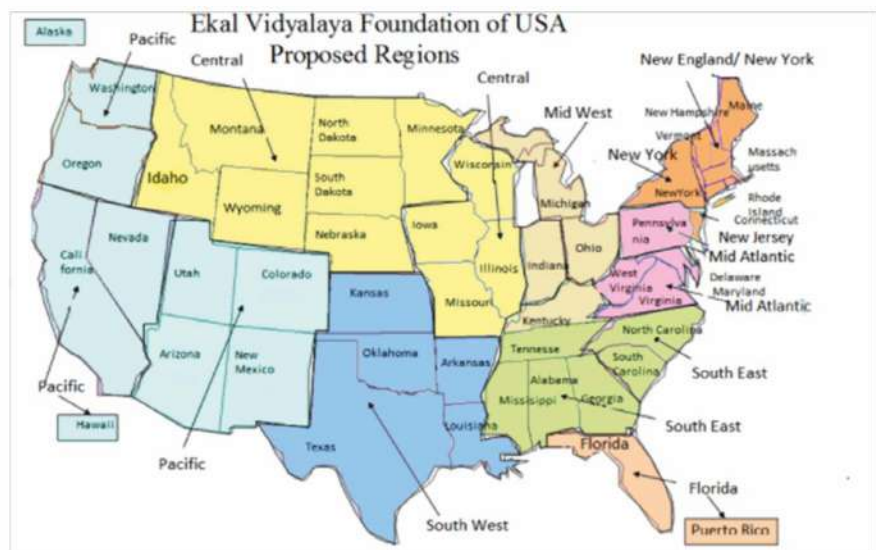 Ekal Vidyalaya Foundation of USA
Proposed Regions
Alaska
Pacific
Central
Central
New England/ New York
Mid West
Washington
Montana
North
Dakota
Minnesota
New Hampshire
Maine
Vermont
Oregon
Idaho
South
Dakota
Wisconsin
New York
Massach
usetts
Wyoming
Michigan
NewYork
Rhode
Island
Connecticut
Nevada
Nebraska
Iowa
Pennsylva
nia
New Jersey
Cali
fornia
Utah
Colorado
Illinois
Indiana
Ohio
Mid Atlantic
Kansas
Missouri
West
Virginia
Delaware
Maryland
Virginia
Mid Atlantic
Kentucky
Arizona
New
Mexico
Oklahoma
Arkansas
Tennesse
North Carolina
South
Carolina
Pacific
South East
Alabama
Missisippi
Georgia
Hawaii
Texas
Louisiana
South East
Florida
Pacific
South West
Florida
Puerto Rico